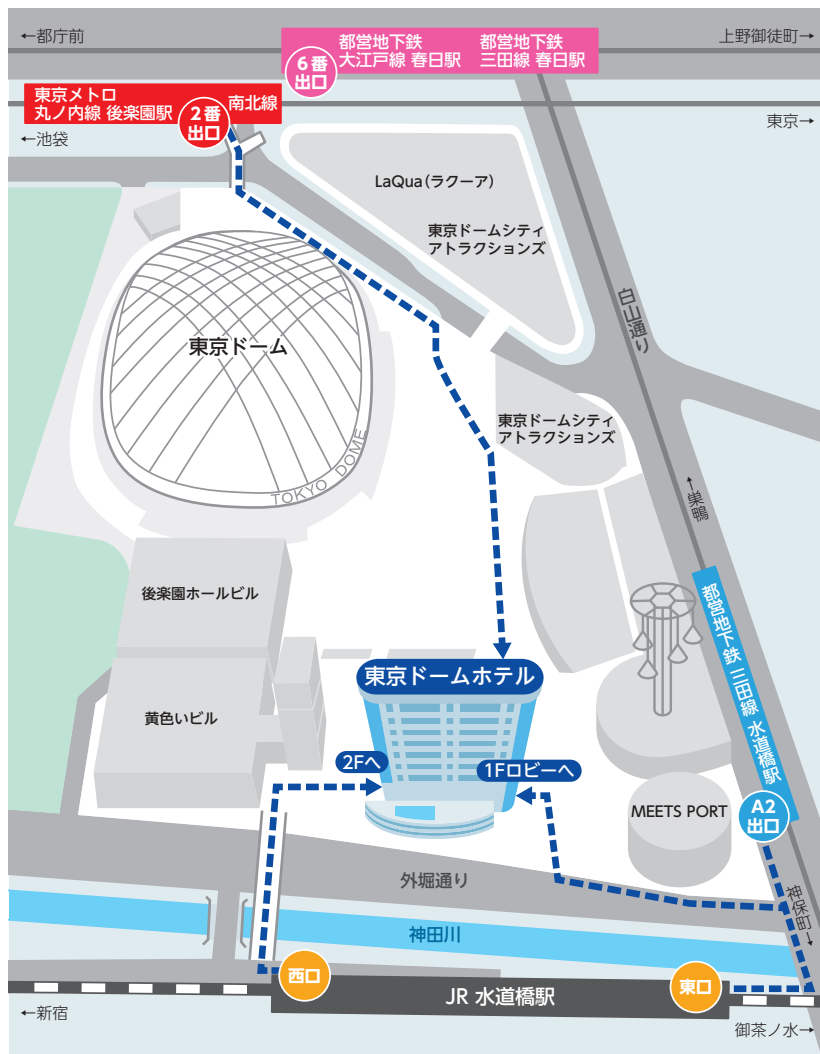 ←都庁前
都営地下鉄
大江戸線 春日駅
都営地下鉄
三田線 春日駅
上野御徒町→
6番
出口
東京メトロ
丸ノ内線 後楽園駅
2番
出口
南北線
東京→
←池袋
LaQua(ラクーア)
東京ドームシティ
アトラクションズ
白山通り
東京ドーム
TOKYO DOME
東京ドームシティ
アトラクションズ
←巣鴨
後楽園ホールビル
都営地下鉄 三田線 水道橋駅
東京ドームホテル
黄色いビル
2Fへ
1Fロビーへ
MEETS PORT
A2
出口
外堀通り
神保町→
神田川
西口
東口
JR 水道橋駅
←新宿
御茶ノ水→